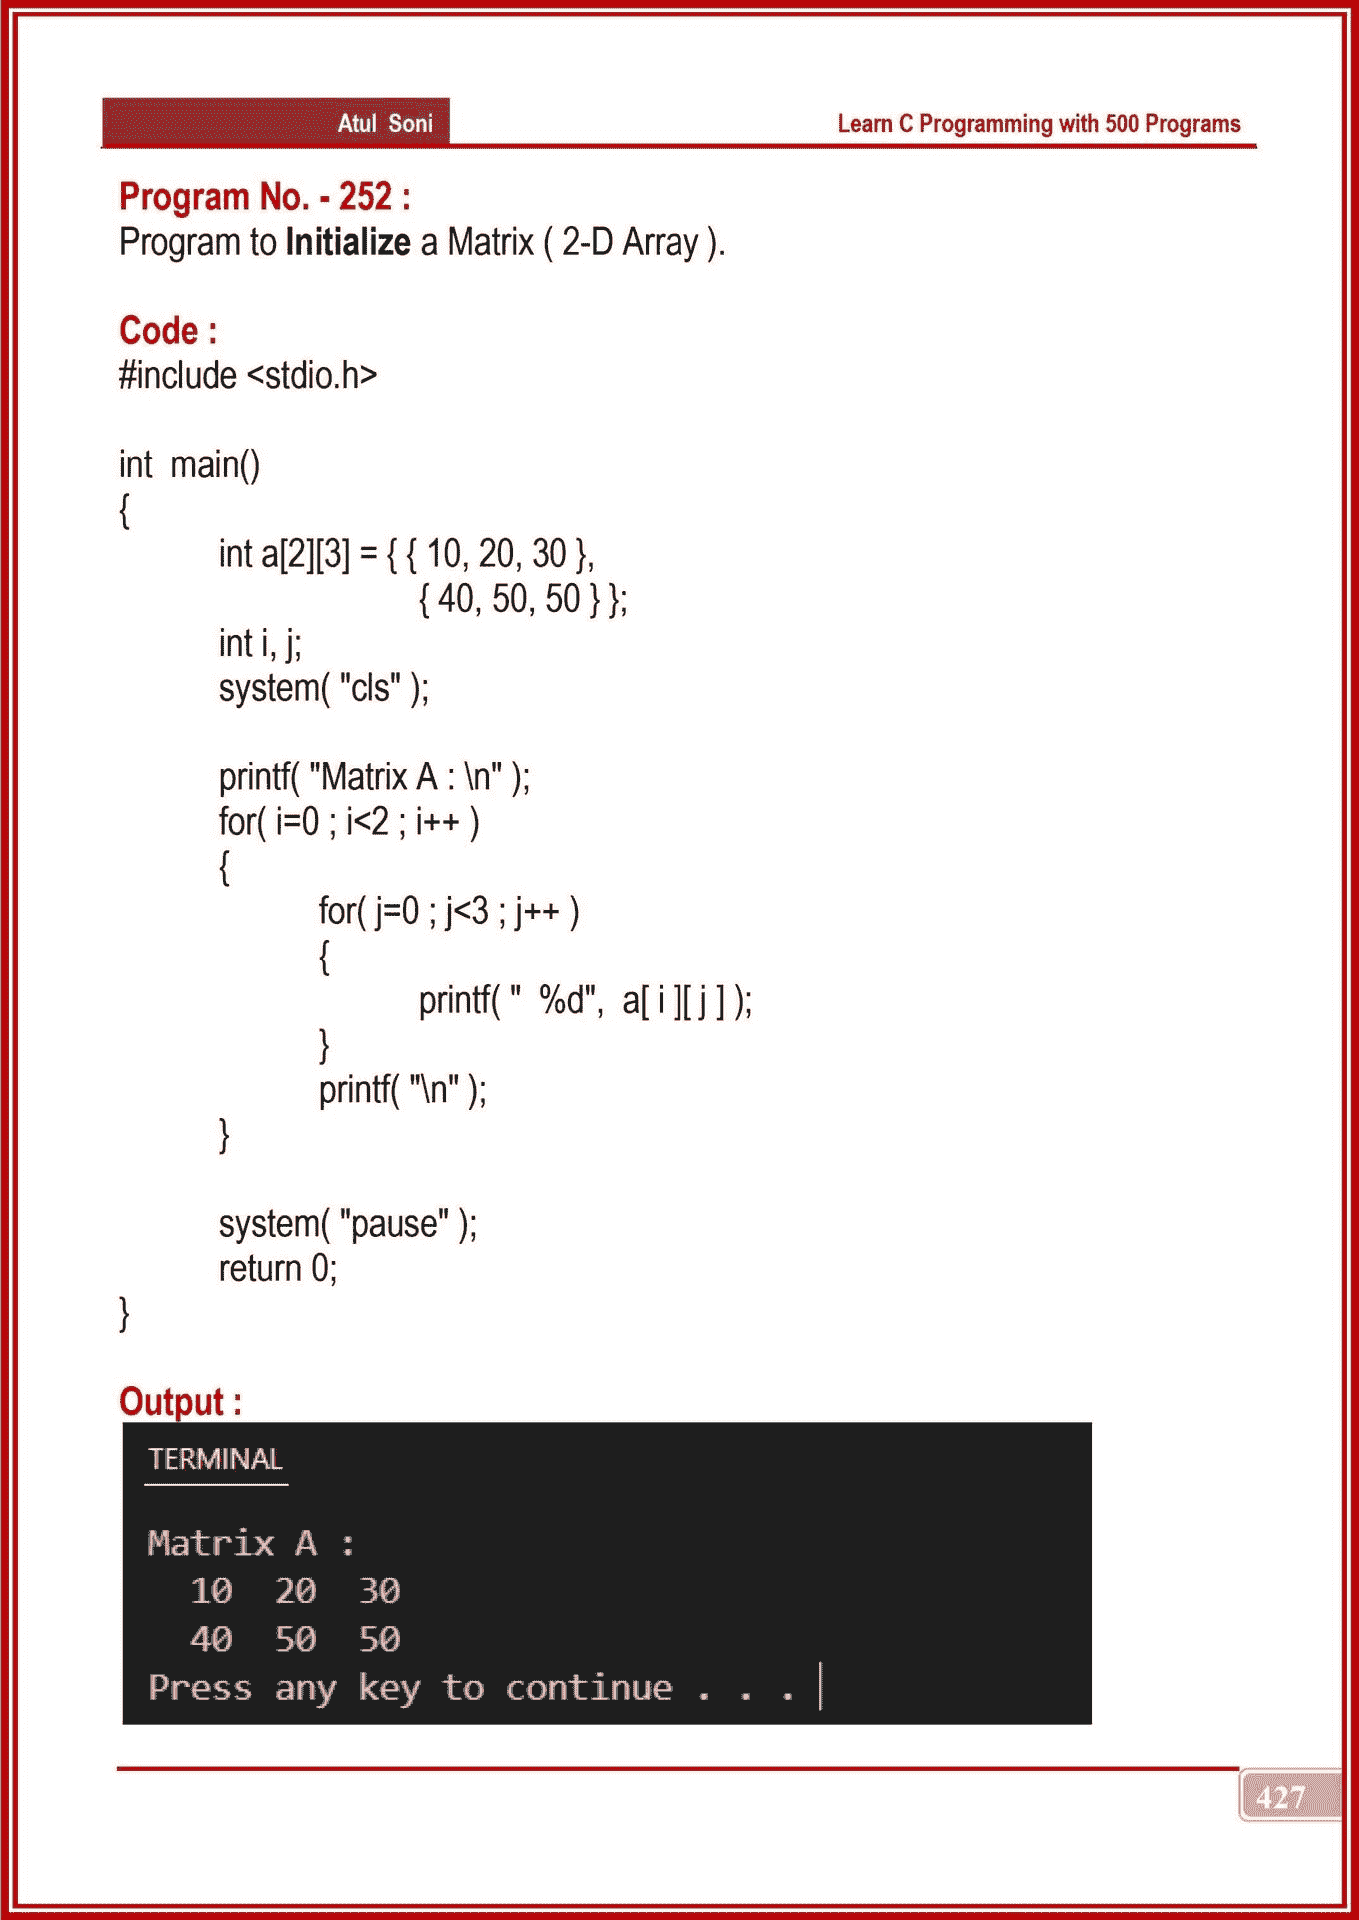 Atul Soni
Learn C Programming with 500 Programs
Program No. - 252 :
Program to Initialize a Matrix ( 2-D Array ).
Code :
#include <stdio.h>
int  main()
{
int a[2][3] = { { 10, 20, 30 },
{ 40, 50, 50 } };
int i, j;
system( "cls" );
printf( "Matrix A : \n" );
for( i=0 ; i<2 ; i++ )
{
for( j=0 ; j<3 ; j++ )
{
printf( "  %d",  a[ i ][ j ] );
}
printf( "\n" );
}
system( "pause" );
return 0;
}
Output :
TERMINAL
Matrix A :
10  20  30
40  50  50
Press any key to continue . . .
427